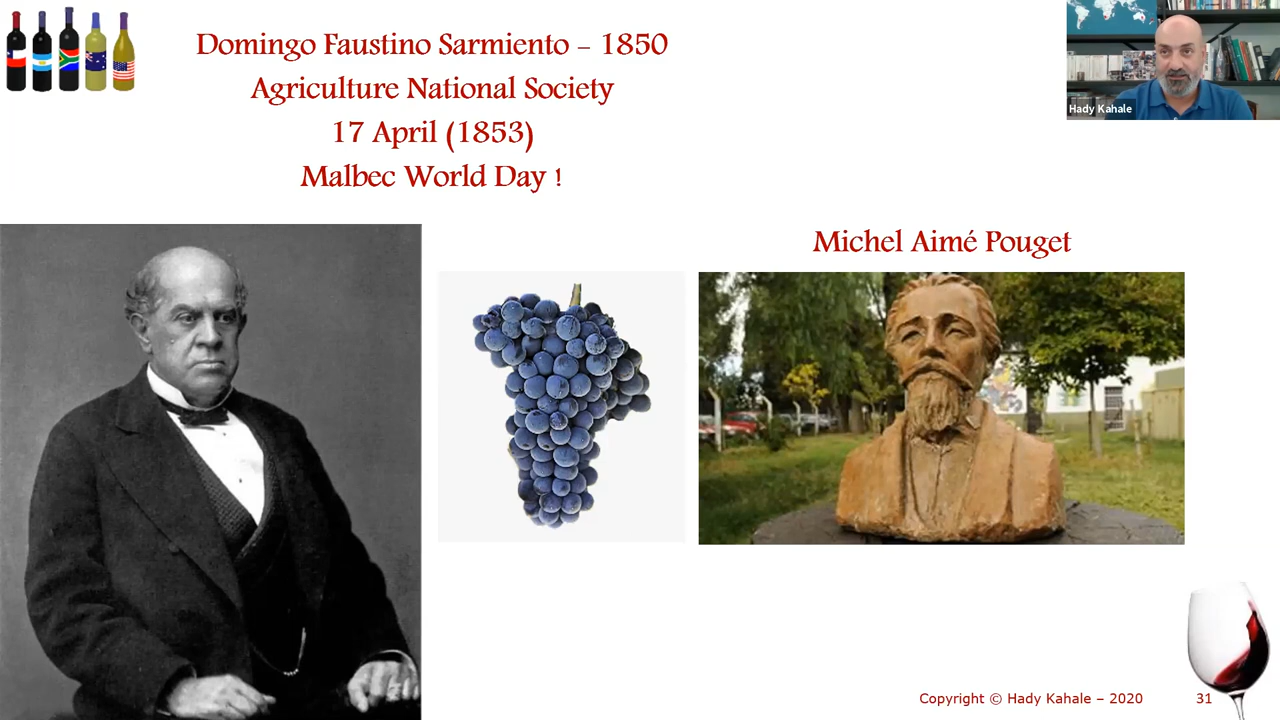 Domingo Faustino Sarmiento – 1850
Agriculture National Society
17 April (1853)
Malbec World Day !
Hady Kahale
Michel Aimé Pouget
Copyright © Hady Kahale – 2020
31